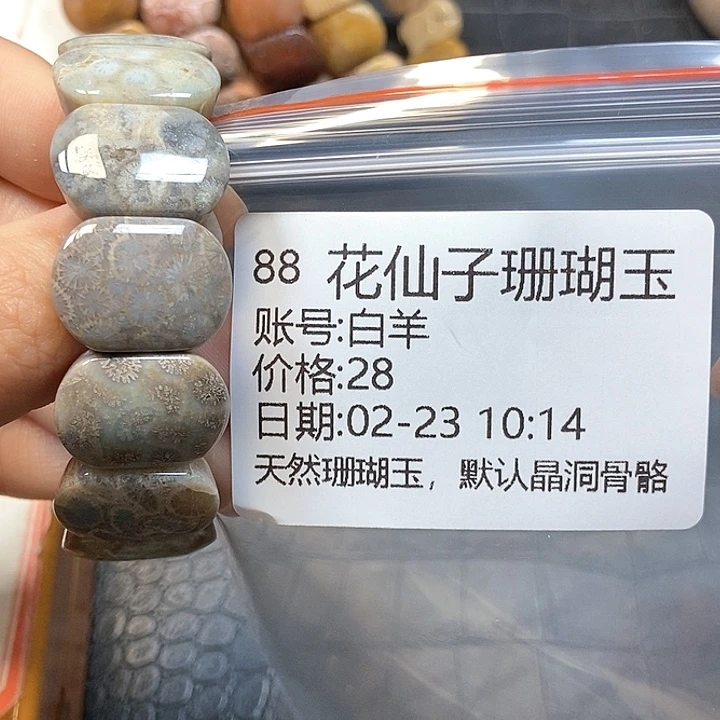 88 花仙子珊瑚玉
账号:白羊
价格:28
日期:02-23 10:14
天然珊瑚玉，默认晶洞骨骼